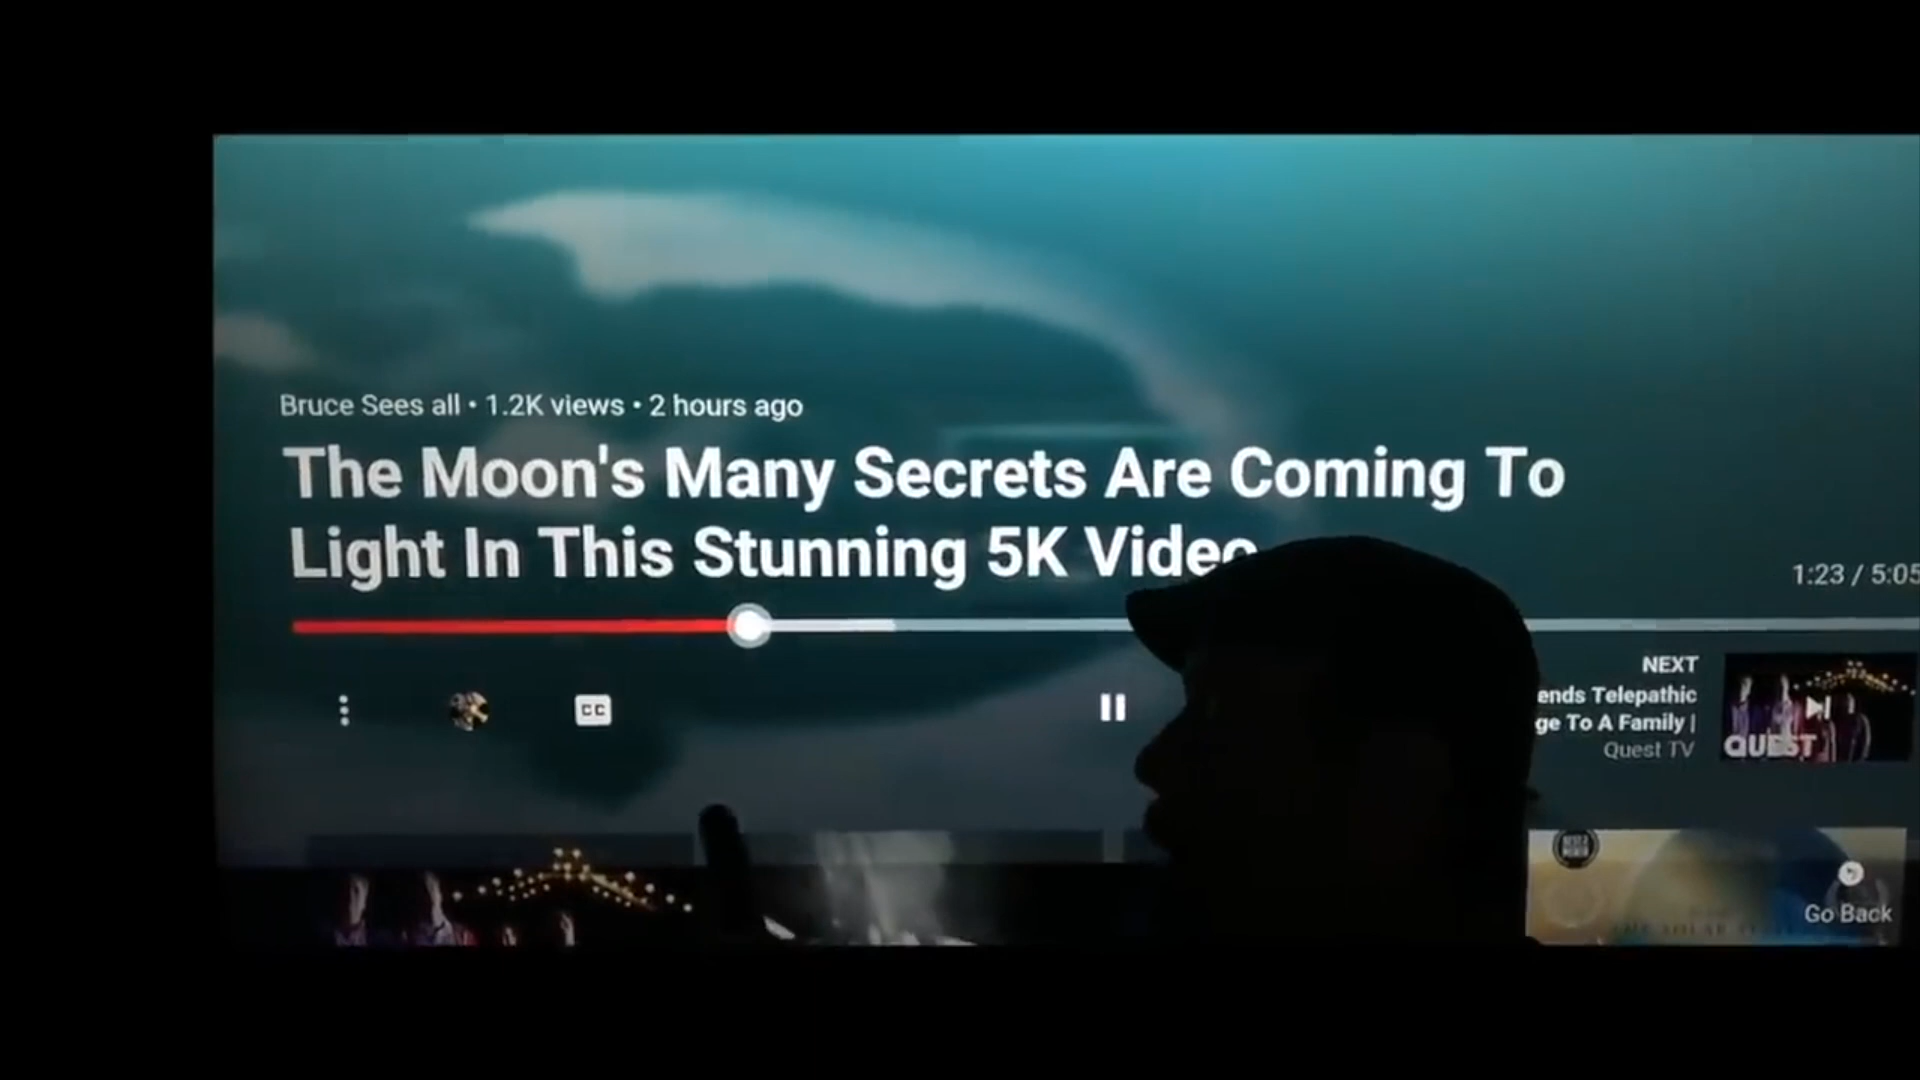 Bruce Sees all • 1.2K views • 2 hours ago
The Moon's Many Secrets Are Coming To
Light In This Stunning 5K Video
1:23 / 5:05
NEXT
ends Telepathic
ge To A Family |
Quest TV
QUEST
CC
Go Back